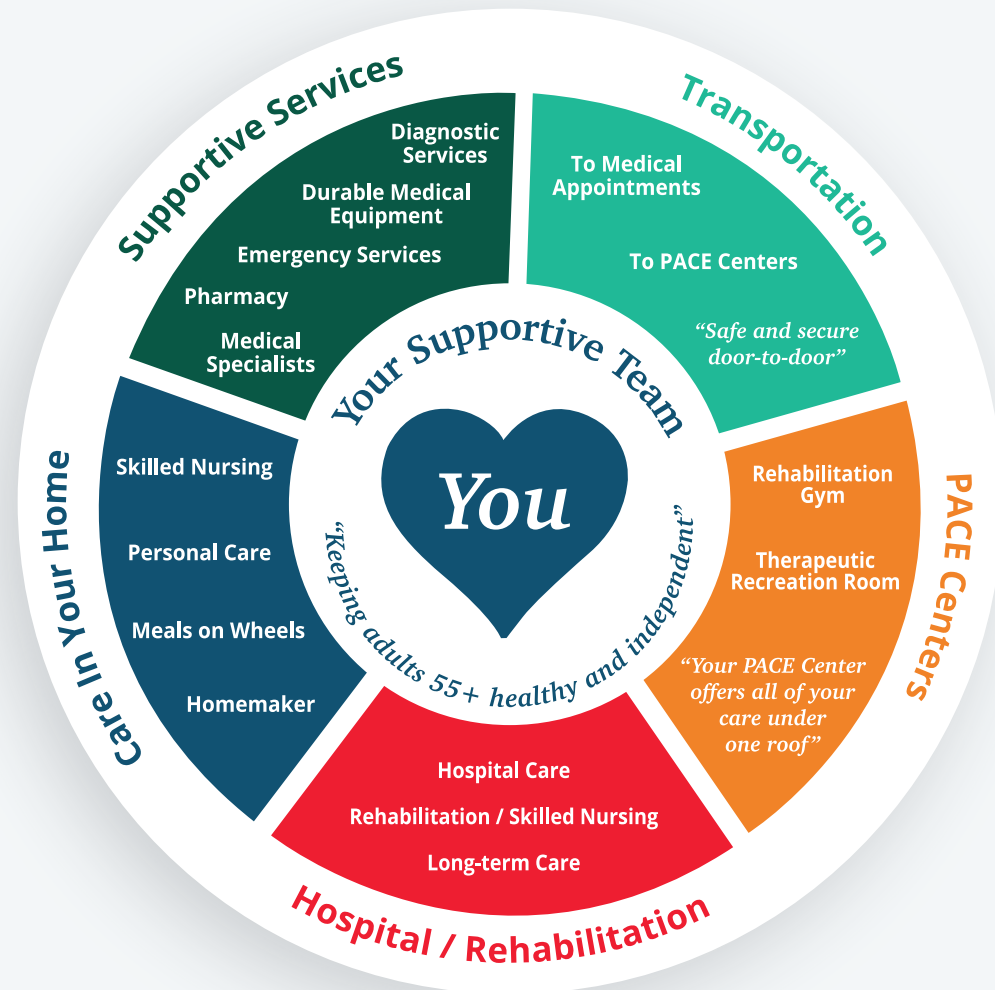 Supportive Services
Diagnostic
Services
Durable Medical
Equipment
Emergency Services
Pharmacy
Medical
Specialists
Transportation
To Medical
Appointments
To PACE Centers
“Safe and secure
door-to-door”
PACE Centers
Rehabilitation
Gym
Therapeutic
Recreation Room
“Your PACE Center
offers all of your
care under
one roof”
Hospital / Rehabilitation
Hospital Care
Rehabilitation / Skilled Nursing
Long-term Care
Care In Your Home
Skilled Nursing
Personal Care
Meals on Wheels
Homemaker
Your Supportive Team
You
“Keeping adults 55+ healthy and independent”